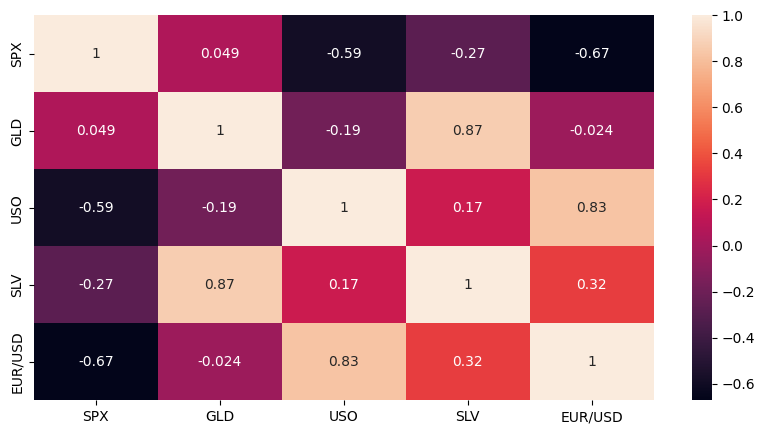 SPX 1 0.049 -0.59 -0.27 -0.67
GLD 0.049 1 -0.19 0.87 -0.024
USO -0.59 -0.19 1 0.17 0.83
SLV -0.27 0.87 0.17 1 0.32
EUR/USD -0.67 -0.024 0.83 0.32 1
SPX GLD USO SLV EUR/USD
1.0
0.8
0.6
0.4
0.2
0.0
−0.2
−0.4
−0.6